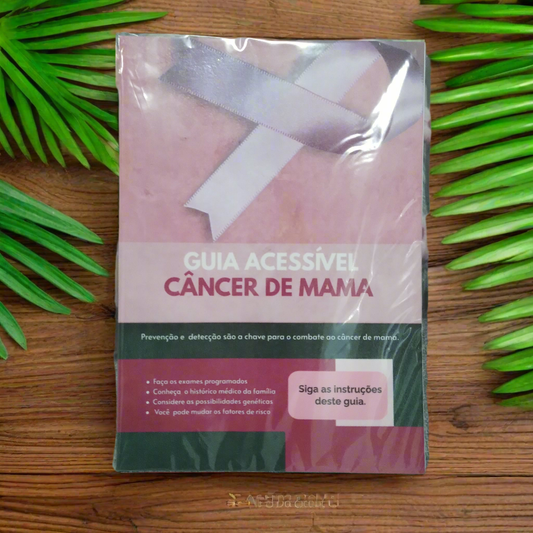 GUIA ACESSÍVEL
CÂNCER DE MAMA
Prevenção e detecção são a chave para o combate ao câncer de mama.
• Faça os exames programados
• Conheça o histórico médico da família
• Considere as possibilidades genéticas
• Você pode mudar os fatores de risco
Siga as instruções
deste guia.